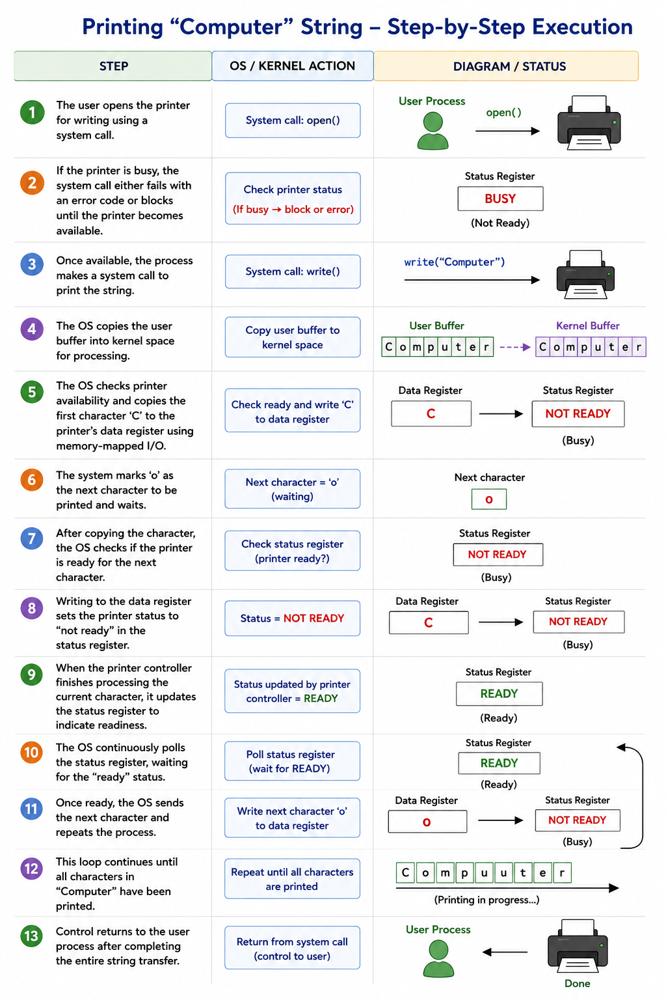 Printing “Computer” String – Step-by-Step Execution
STEP
OS / KERNEL ACTION
DIAGRAM / STATUS
1
The user opens the printer
for writing using a
system call.
System call: open()
User Process
open()
2
If the printer is busy, the
system call either fails with
an error code or blocks
until the printer becomes
available.
Check printer status
(If busy → block or error)
Status Register
BUSY
(Not Ready)
3
Once available, the process
makes a system call to
print the string.
System call: write()
write(“Computer”)
4
The OS copies the user
buffer into kernel space
for processing.
Copy user buffer to
kernel space
User Buffer
C o m p u t e r
Kernel Buffer
C o m p u t e r
5
The OS checks printer
availability and copies the
first character ‘C’ to the
printer’s data register using
memory-mapped I/O.
Check ready and write ‘C’
to data register
Data Register
C
Status Register
NOT READY
(Busy)
6
The system marks ‘o’ as
the next character to be
printed and waits.
Next character = ‘o’
(waiting)
Next character
o
7
After copying the character,
the OS checks if the printer
is ready for the next
character.
Check status register
(printer ready?)
Status Register
NOT READY
(Busy)
8
Writing to the data register
sets the printer status to
“not ready” in the
status register.
Status = NOT READY
Data Register
C
Status Register
NOT READY
(Busy)
9
When the printer controller
finishes processing the
current character, it updates
the status register to
indicate readiness.
Status updated by printer
controller = READY
Status Register
READY
(Ready)
10
The OS continuously polls
the status register, waiting
for the “ready” status.
Poll status register
(wait for READY)
Status Register
READY
(Ready)
11
Once ready, the OS sends
the next character and
repeats the process.
Write next character ‘o’
to data register
Data Register
o
Status Register
NOT READY
(Busy)
12
This loop continues until
all characters in
“Computer” have been
printed.
Repeat until all characters
are printed
C o m p u u t e r
(Printing in progress...)
13
Control returns to the user
process after completing
the entire string transfer.
Return from system call
(control to user)
User Process
Done